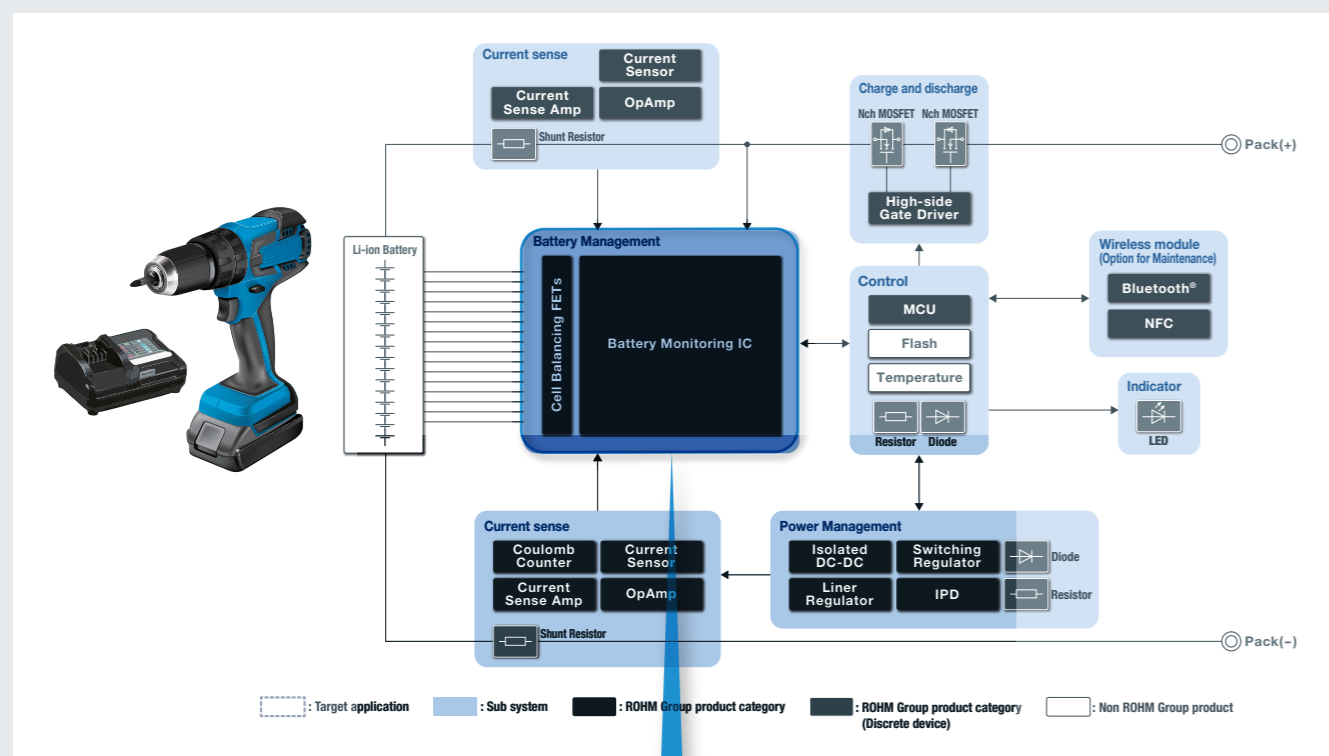 Current sense
Current
Sensor
Current
Sense Amp
OpAmp
Shunt Resistor
Charge and discharge
Nch MOSFET
Nch MOSFET
High-side
Gate Driver
Pack(+)
Li-ion Battery
Battery Management
Cell Balancing FETs
Battery Monitoring IC
Control
MCU
Flash
Temperature
Resistor
Diode
Wireless module
(Option for Maintenance)
Bluetooth®
NFC
Indicator
LED
Current sense
Coulomb
Counter
Current
Sensor
Current
Sense Amp
OpAmp
Shunt Resistor
Power Management
Isolated
DC-DC
Switching
Regulator
Diode
Liner
Regulator
IPD
Resistor
Pack(−)
: Target application
: Sub system
: ROHM Group product category
: ROHM Group product category
(Discrete device)
: Non ROHM Group product